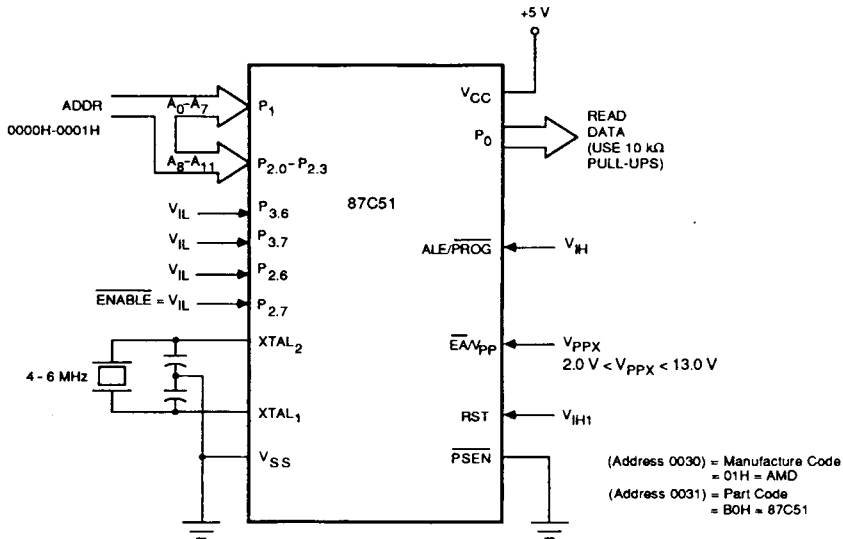 +5 V
ADDR
0000H-0001H
A0-A7
P1
A8-A11
P2.0-P2.3
VIL
P3.6
VIL
P3.7
VIL
P2.6
ENABLE = VIL
P2.7
XTAL2
4 - 6 MHz
XTAL1
VSS
87C51
VCC
P0
READ
DATA
(USE 10 kΩ
PULL-UPS)
ALE/PROG
VIH
EA/VPP
VPPX
2.0 V < VPPX < 13.0 V
RST
VIH1
PSEN
(Address 0030) = Manufacture Code
= 01H = AMD
(Address 0031) = Part Code
= B0H = 87C51